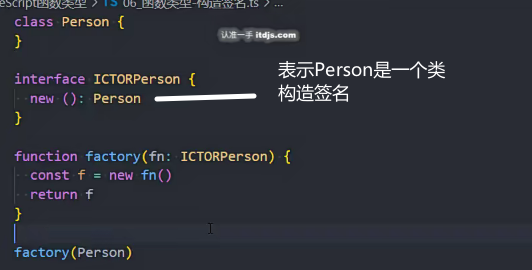 eScript函数类型 > TS 06_函数类型-构造签名.ts > ...
class Person {
}
认准一手 itdjs.com
interface ICTORPerson {
new (): Person
}
表示Person是一个类
构造签名
function factory(fn: ICTORPerson) {
const f = new fn()
return f
}
factory(Person)